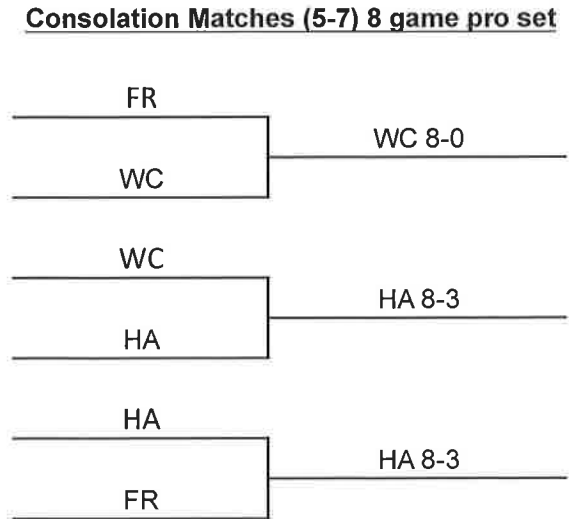 Consolation Matches (5-7) 8 game pro set
FR
WC 8-0
WC
WC
HA 8-3
HA
HA
HA 8-3
FR